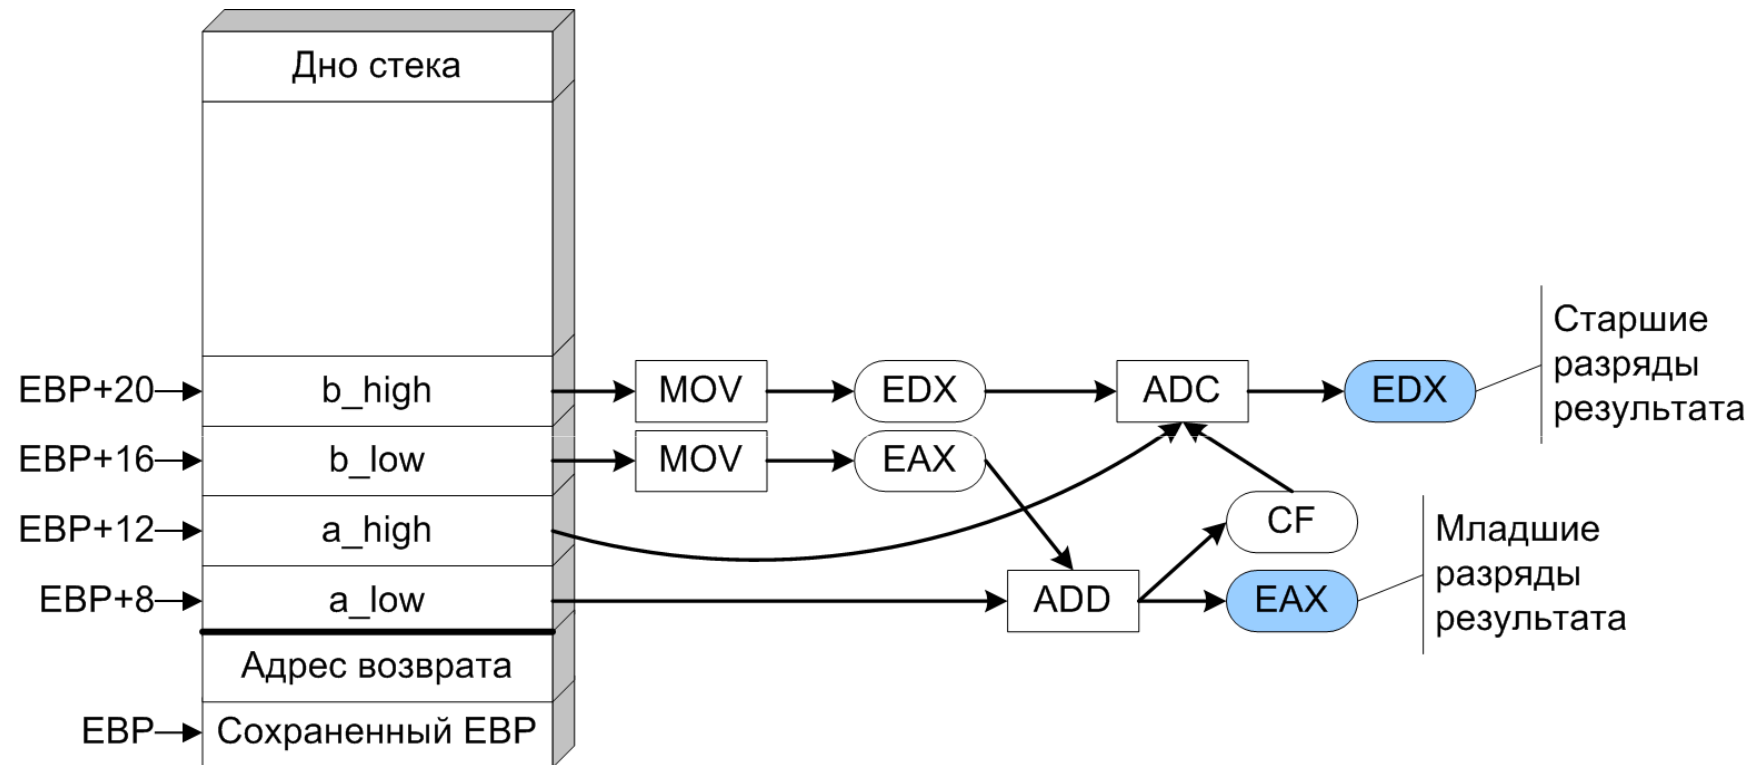 Дно стека
EBP+20
b_high
MOV
EDX
ADC
EDX
Старшие
разряды
результата
EBP+16
b_low
MOV
EAX
EBP+12
a_high
CF
Младшие
разряды
результата
EBP+8
a_low
ADD
EAX
Адрес возврата
EBP
Сохраненный EBP